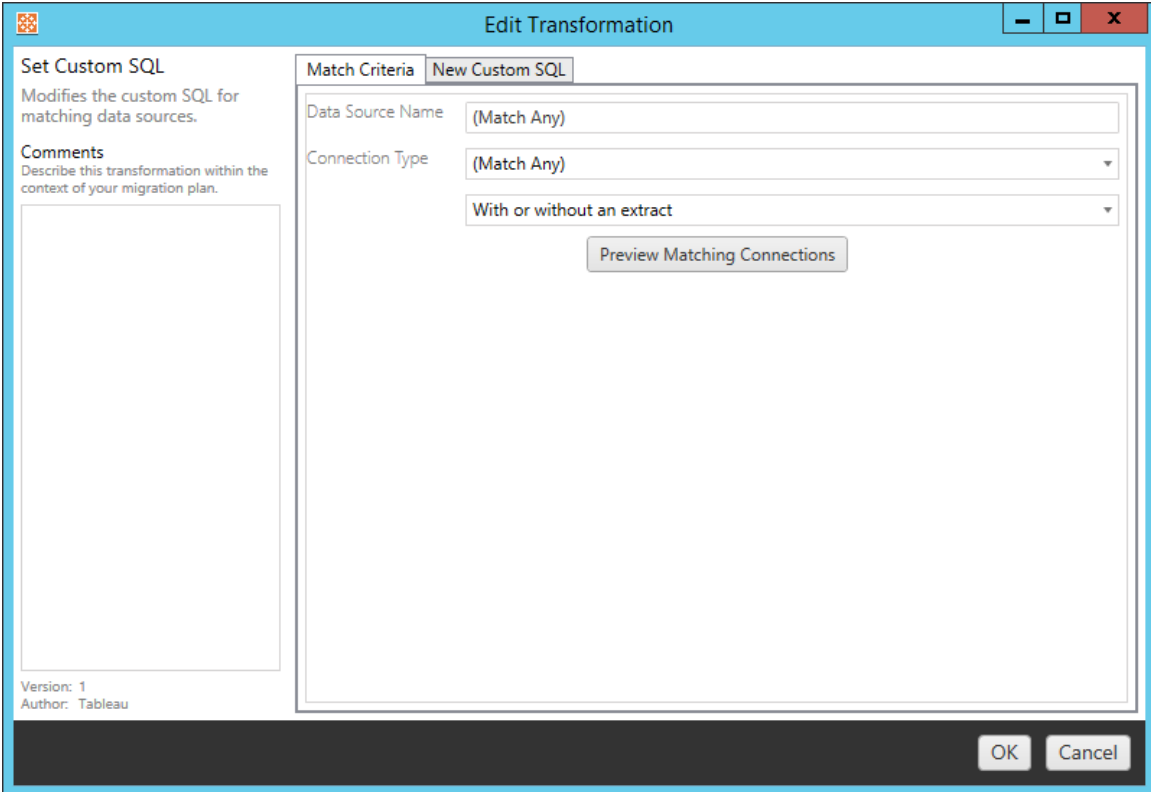 Edit Transformation
X
Set Custom SQL
Modifies the custom SQL for
matching data sources.
Comments
Describe this transformation within the
context of your migration plan.
Version: 1
Author: Tableau
Match Criteria
New Custom SQL
Data Source Name
(Match Any)
Connection Type
(Match Any)
With or without an extract
Preview Matching Connections
OK
Cancel